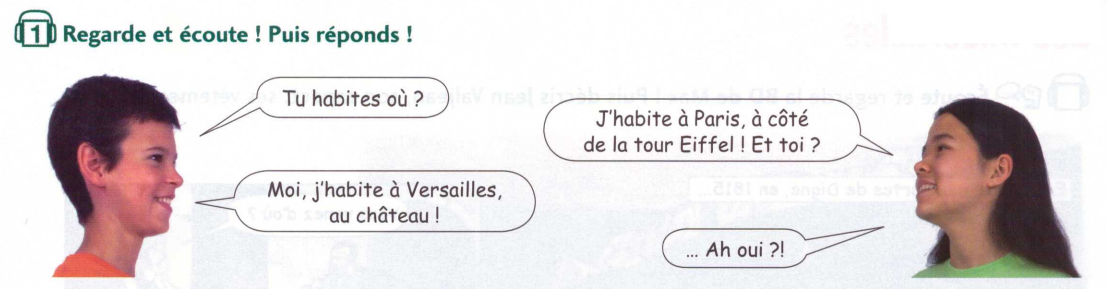 1 Regarde et écoute ! Puis réponds !
Tu habites où ?
J'habite à Paris, à côté
de la tour Eiffel ! Et toi ?
Moi, j'habite à Versailles,
au château !
... Ah oui ?!